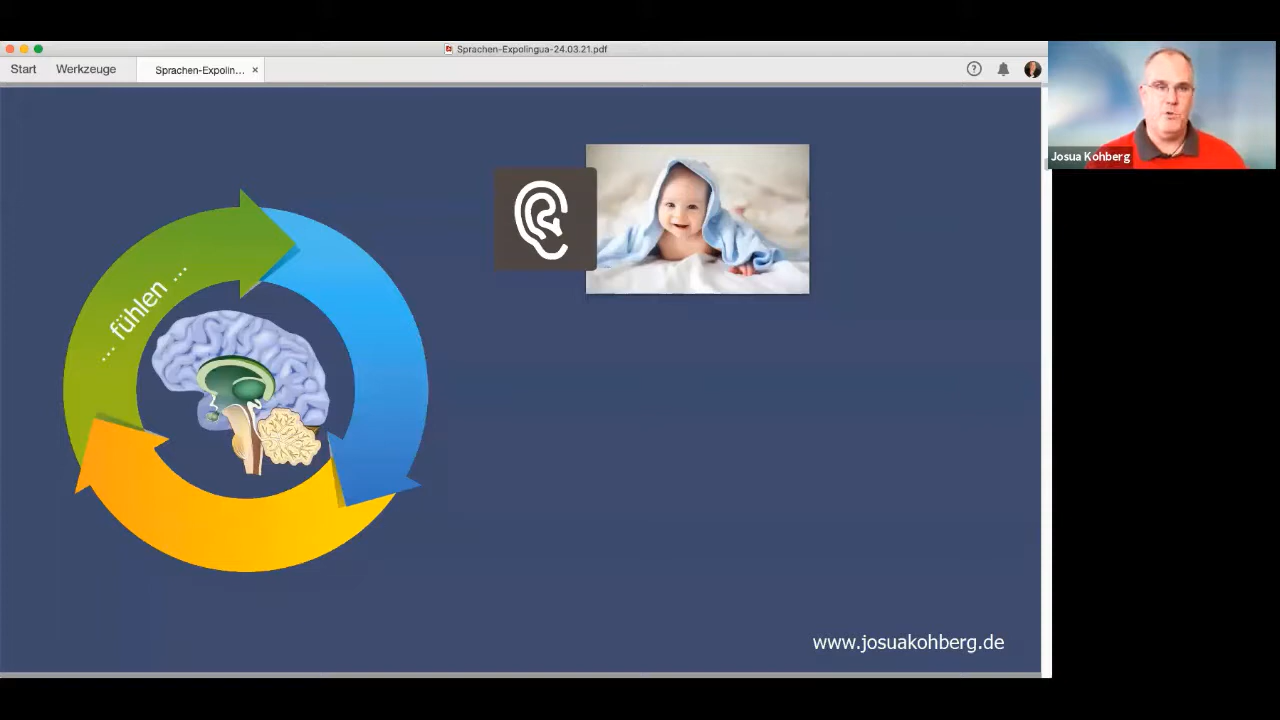 Sprachen-Expolingua-24.03.21.pdf
Start Werkzeuge Sprachen-Expolin... ×
Josua Kohberg
... fühlen ...
www.josuakohberg.de